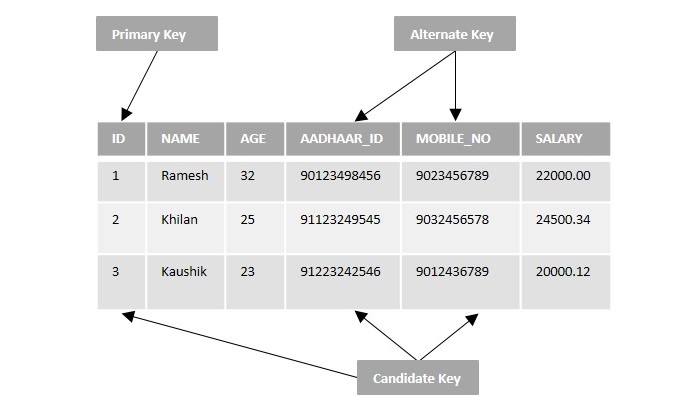 Primary Key
Alternate Key
ID NAME AGE AADHAAR_ID MOBILE_NO SALARY
1 Ramesh 32 90123498456 9023456789 22000.00
2 Khilan 25 91123249545 9032456578 24500.34
3 Kaushik 23 91223242546 9012436789 20000.12
Candidate Key